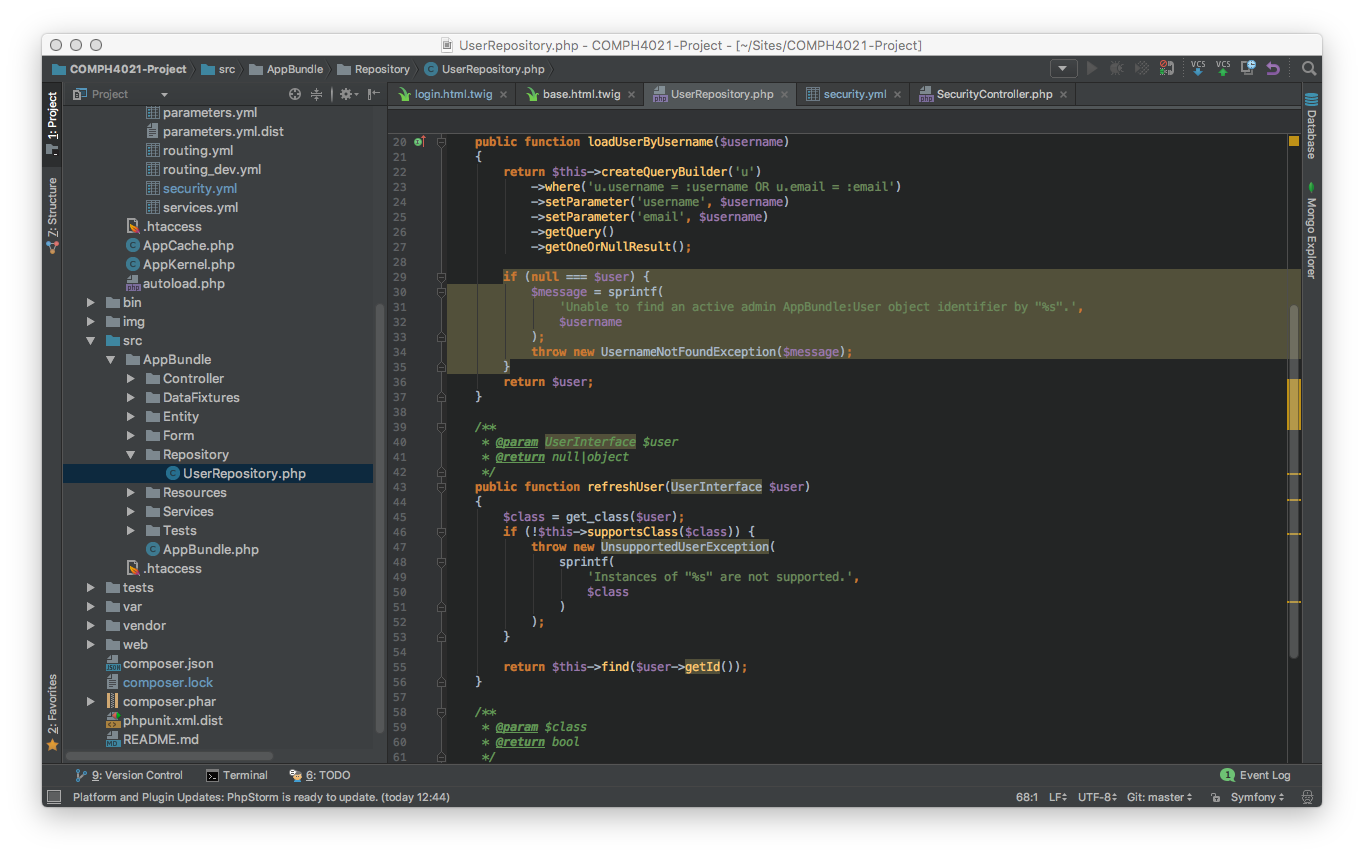 UserRepository.php - COMPH4021-Project - [~/Sites/COMPH4021-Project]
COMPH4021-Project src AppBundle Repository UserRepository.php
VCS VCS
Project
login.html.twig base.html.twig UserRepository.php security.yml SecurityController.php
1: Project
Z: Structure
2: Favorites
parameters.yml
parameters.yml.dist
routing.yml
routing_dev.yml
security.yml
services.yml
.htaccess
AppCache.php
AppKernel.php
autoload.php
bin
img
src
AppBundle
Controller
DataFixtures
Entity
Form
Repository
UserRepository.php
Resources
Services
Tests
AppBundle.php
.htaccess
tests
var
vendor
web
composer.json
composer.lock
composer.phar
phpunit.xml.dist
README.md
20 public function loadUserByUsername($username)
21 {
22 return $this->createQueryBuilder('u')
23 ->where('u.username = :username OR u.email = :email')
24 ->setParameter('username', $username)
25 ->setParameter('email', $username)
26 ->getQuery()
27 ->getOneOrNullResult();
28
29 if (null === $user) {
30 $message = sprintf(
31 'Unable to find an active admin AppBundle:User object identifier by "%s".',
32 $username
33 );
34 throw new UsernameNotFoundException($message);
35 }
36 return $user;
37 }
38
39 /**
40 * @param UserInterface $user
41 * @return null|object
42 */
43 public function refreshUser(UserInterface $user)
44 {
45 $class = get_class($user);
46 if (!$this->supportsClass($class)) {
47 throw new UnsupportedUserException(
48 sprintf(
49 'Instances of "%s" are not supported.',
50 $class
51 )
52 );
53 }
54
55 return $this->find($user->getId());
56 }
57
58 /**
59 * @param $class
60 * @return bool
61 */
Database
Mongo Explorer
9: Version Control Terminal 6: TODO 1 Event Log
Platform and Plugin Updates: PhpStorm is ready to update. (today 12:44) 68:1 LF UTF-8 Git: master Symfony